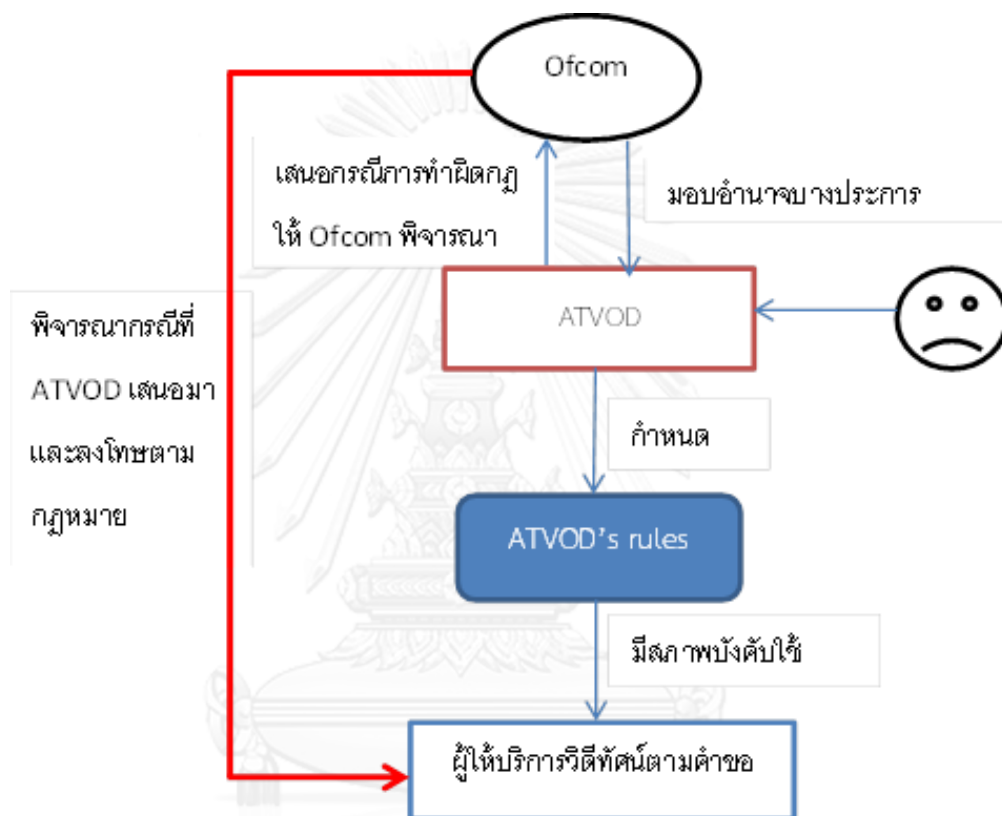 Ofcom
เสนอกรณีการทำผิดกฎ
ให้ Ofcom พิจารณา
มอบอำนาจบางประการ
ATVOD
พิจารณากรณีที่
ATVOD เสนอมา
และลงโทษตาม
กฎหมาย
กำหนด
ATVOD's rules
มีสภาพบังคับใช้
ผู้ให้บริการวิดีทัศน์ตามคำขอ